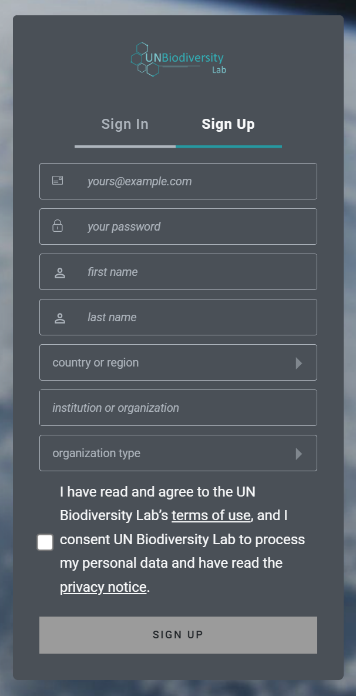 UNBiodiversity
Lab
Sign In Sign Up
yours@example.com
your password
first name
last name
country or region
institution or organization
organization type
I have read and agree to the UN
Biodiversity Lab's terms of use, and I
consent UN Biodiversity Lab to process
my personal data and have read the
privacy notice.
SIGN UP